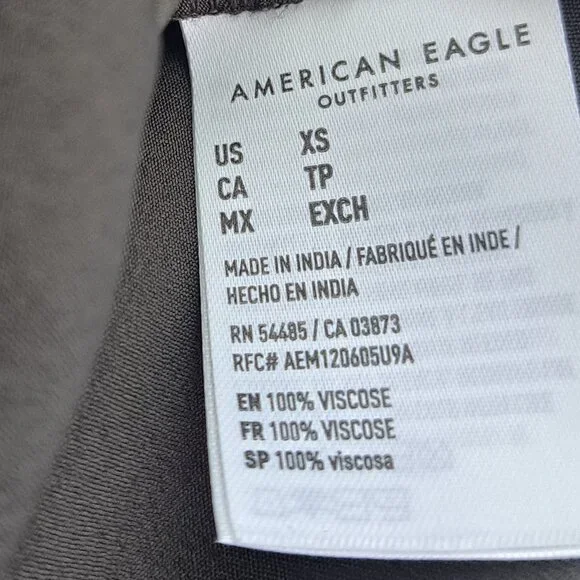 AMERICAN EAGLE
OUTFITTERS
US XS
CA TP
MX EXCH
MADE IN INDIA / FABRIQUÉ EN INDE /
HECHO EN INDIA
RN 54485 / CA 03873
RFC# AEM120605U9A
EN 100% VISCOSE
FR 100% VISCOSE
SP 100% viscosa